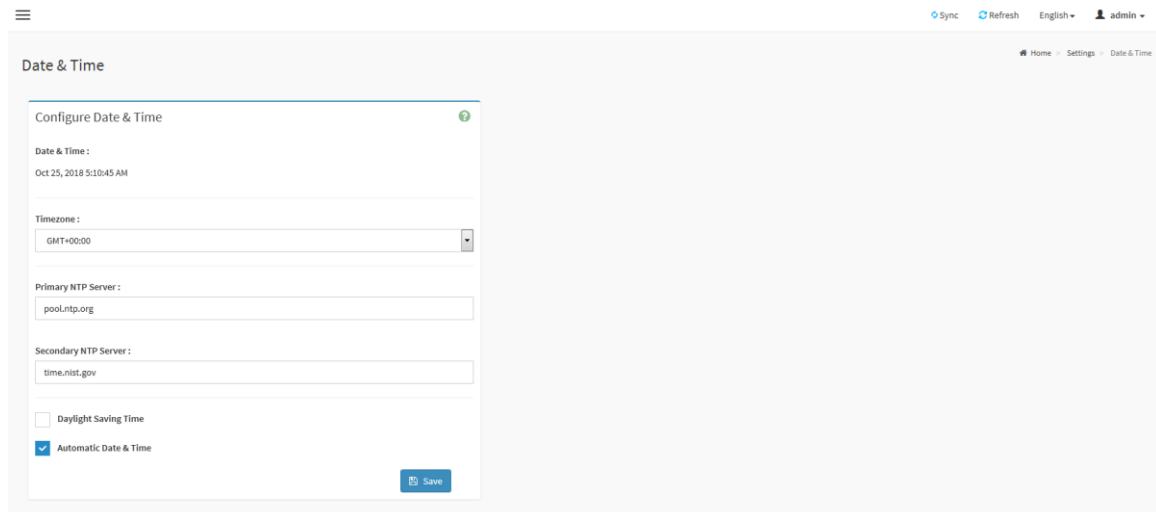 Sync Refresh English admin
Home > Settings > Date & Time
Date & Time
Configure Date & Time
Date & Time :
Oct 25, 2018 5:10:45 AM
Timezone :
GMT+00:00
Primary NTP Server :
pool.ntp.org
Secondary NTP Server :
time.nist.gov
Daylight Saving Time
Automatic Date & Time
Save